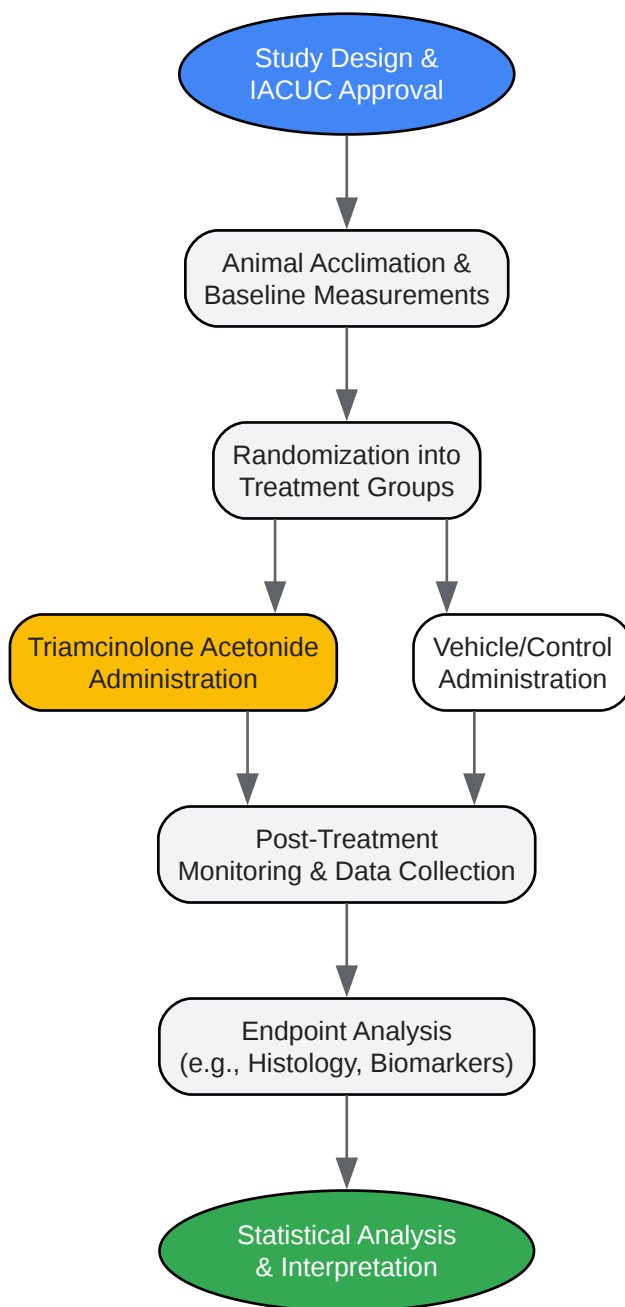 Study Design &
IACUC Approval
Animal Acclimation &
Baseline Measurements
Randomization into
Treatment Groups
Triamcinolone Acetonide
Administration
Vehicle/Control
Administration
Post-Treatment
Monitoring & Data Collection
Endpoint Analysis
(e.g., Histology, Biomarkers)
Statistical Analysis
& Interpretation